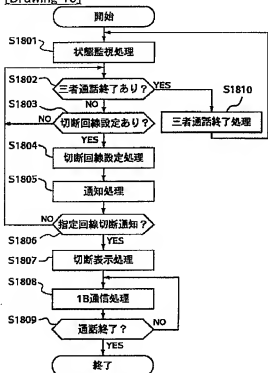 [Drawing 18]
開始
S1801
状態監視処理
S1802
三者通話終了あり?
YES
S1810
三者通話終了処理
NO
S1803
NO
切断回線設定あり?
YES
S1804
切断回線設定処理
S1805
通知処理
NO
指定回線切断通知?
S1806
YES
S1807
切断表示処理
S1808
1B通信処理
S1809
通話終了?
NO
YES
終了